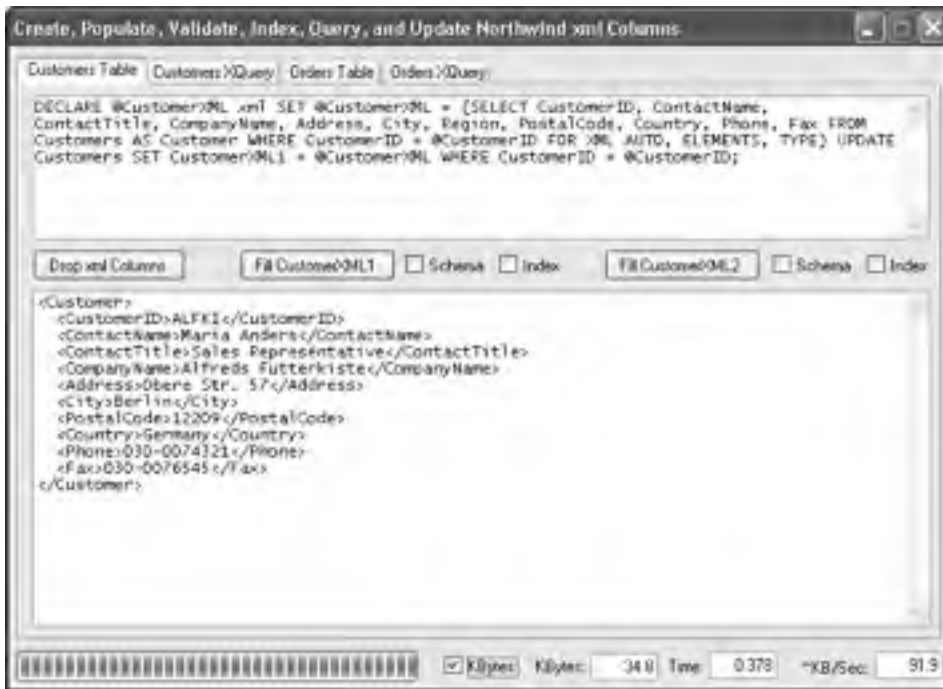 Create, Populate, Validate, Index, Query, and Update Northwind xml Columns
Customers Table Customers XQuery Orders Table Orders XQuery
DECLARE @CustomerXML xml SET @CustomerXML = (SELECT CustomerID, ContactName,
ContactTitle, CompanyName, Address, City, Region, PostalCode, Country, Phone, Fax FROM
Customers AS Customer WHERE CustomerID = @CustomerID FOR XML AUTO, ELEMENTS, TYPE) UPDATE
Customers SET CustomerXML1 = @CustomerXML WHERE CustomerID = @CustomerID;
Drop xml Columns Fill CustomerXML1 Schema Index Fill CustomerXML2 Schema Index
<Customer>
<CustomerID>ALFKI</CustomerID>
<ContactName>Maria Anders</ContactName>
<ContactTitle>Sales Representative</ContactTitle>
<CompanyName>Alfreds Futterkiste</CompanyName>
<Address>Obere Str. 57</Address>
<City>Berlin</City>
<PostalCode>12209</PostalCode>
<Country>Germany</Country>
<Phone>030-0074321</Phone>
<Fax>030-0076545</Fax>
</Customer>
KBytes KBytes: 34.8 Time: 0.378 ~KB/Sec: 91.9